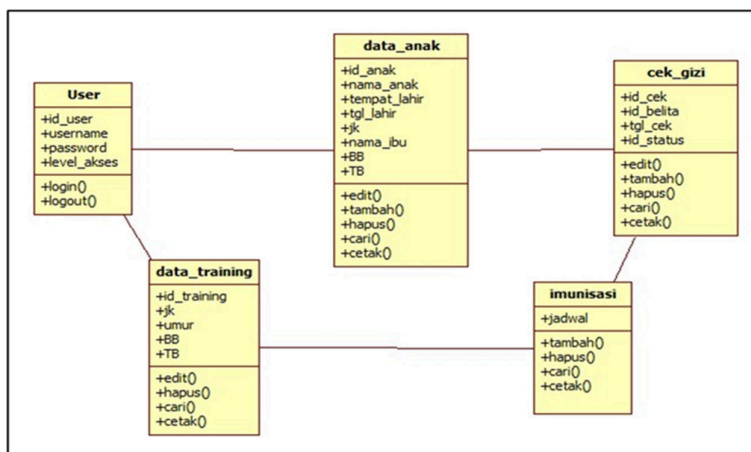 User
+id_user
+username
+password
+level_akses
+login()
+logout()
data_anak
+id_anak
+nama_anak
+tempat_lahir
+tgl_lahir
+jk
+nama_ibu
+BB
+TB
+edit()
+tambah()
+hapus()
+cari()
+cetak()
cek_gizi
+id_cek
+id_belita
+tgl_cek
+id_status
+edit()
+tambah()
+hapus()
+cari()
+cetak()
data_training
+id_training
+jk
+umur
+BB
+TB
+edit()
+hapus()
+cari()
+cetak()
imunisasi
+jadwal
+tambah()
+hapus()
+cari()
+cetak()